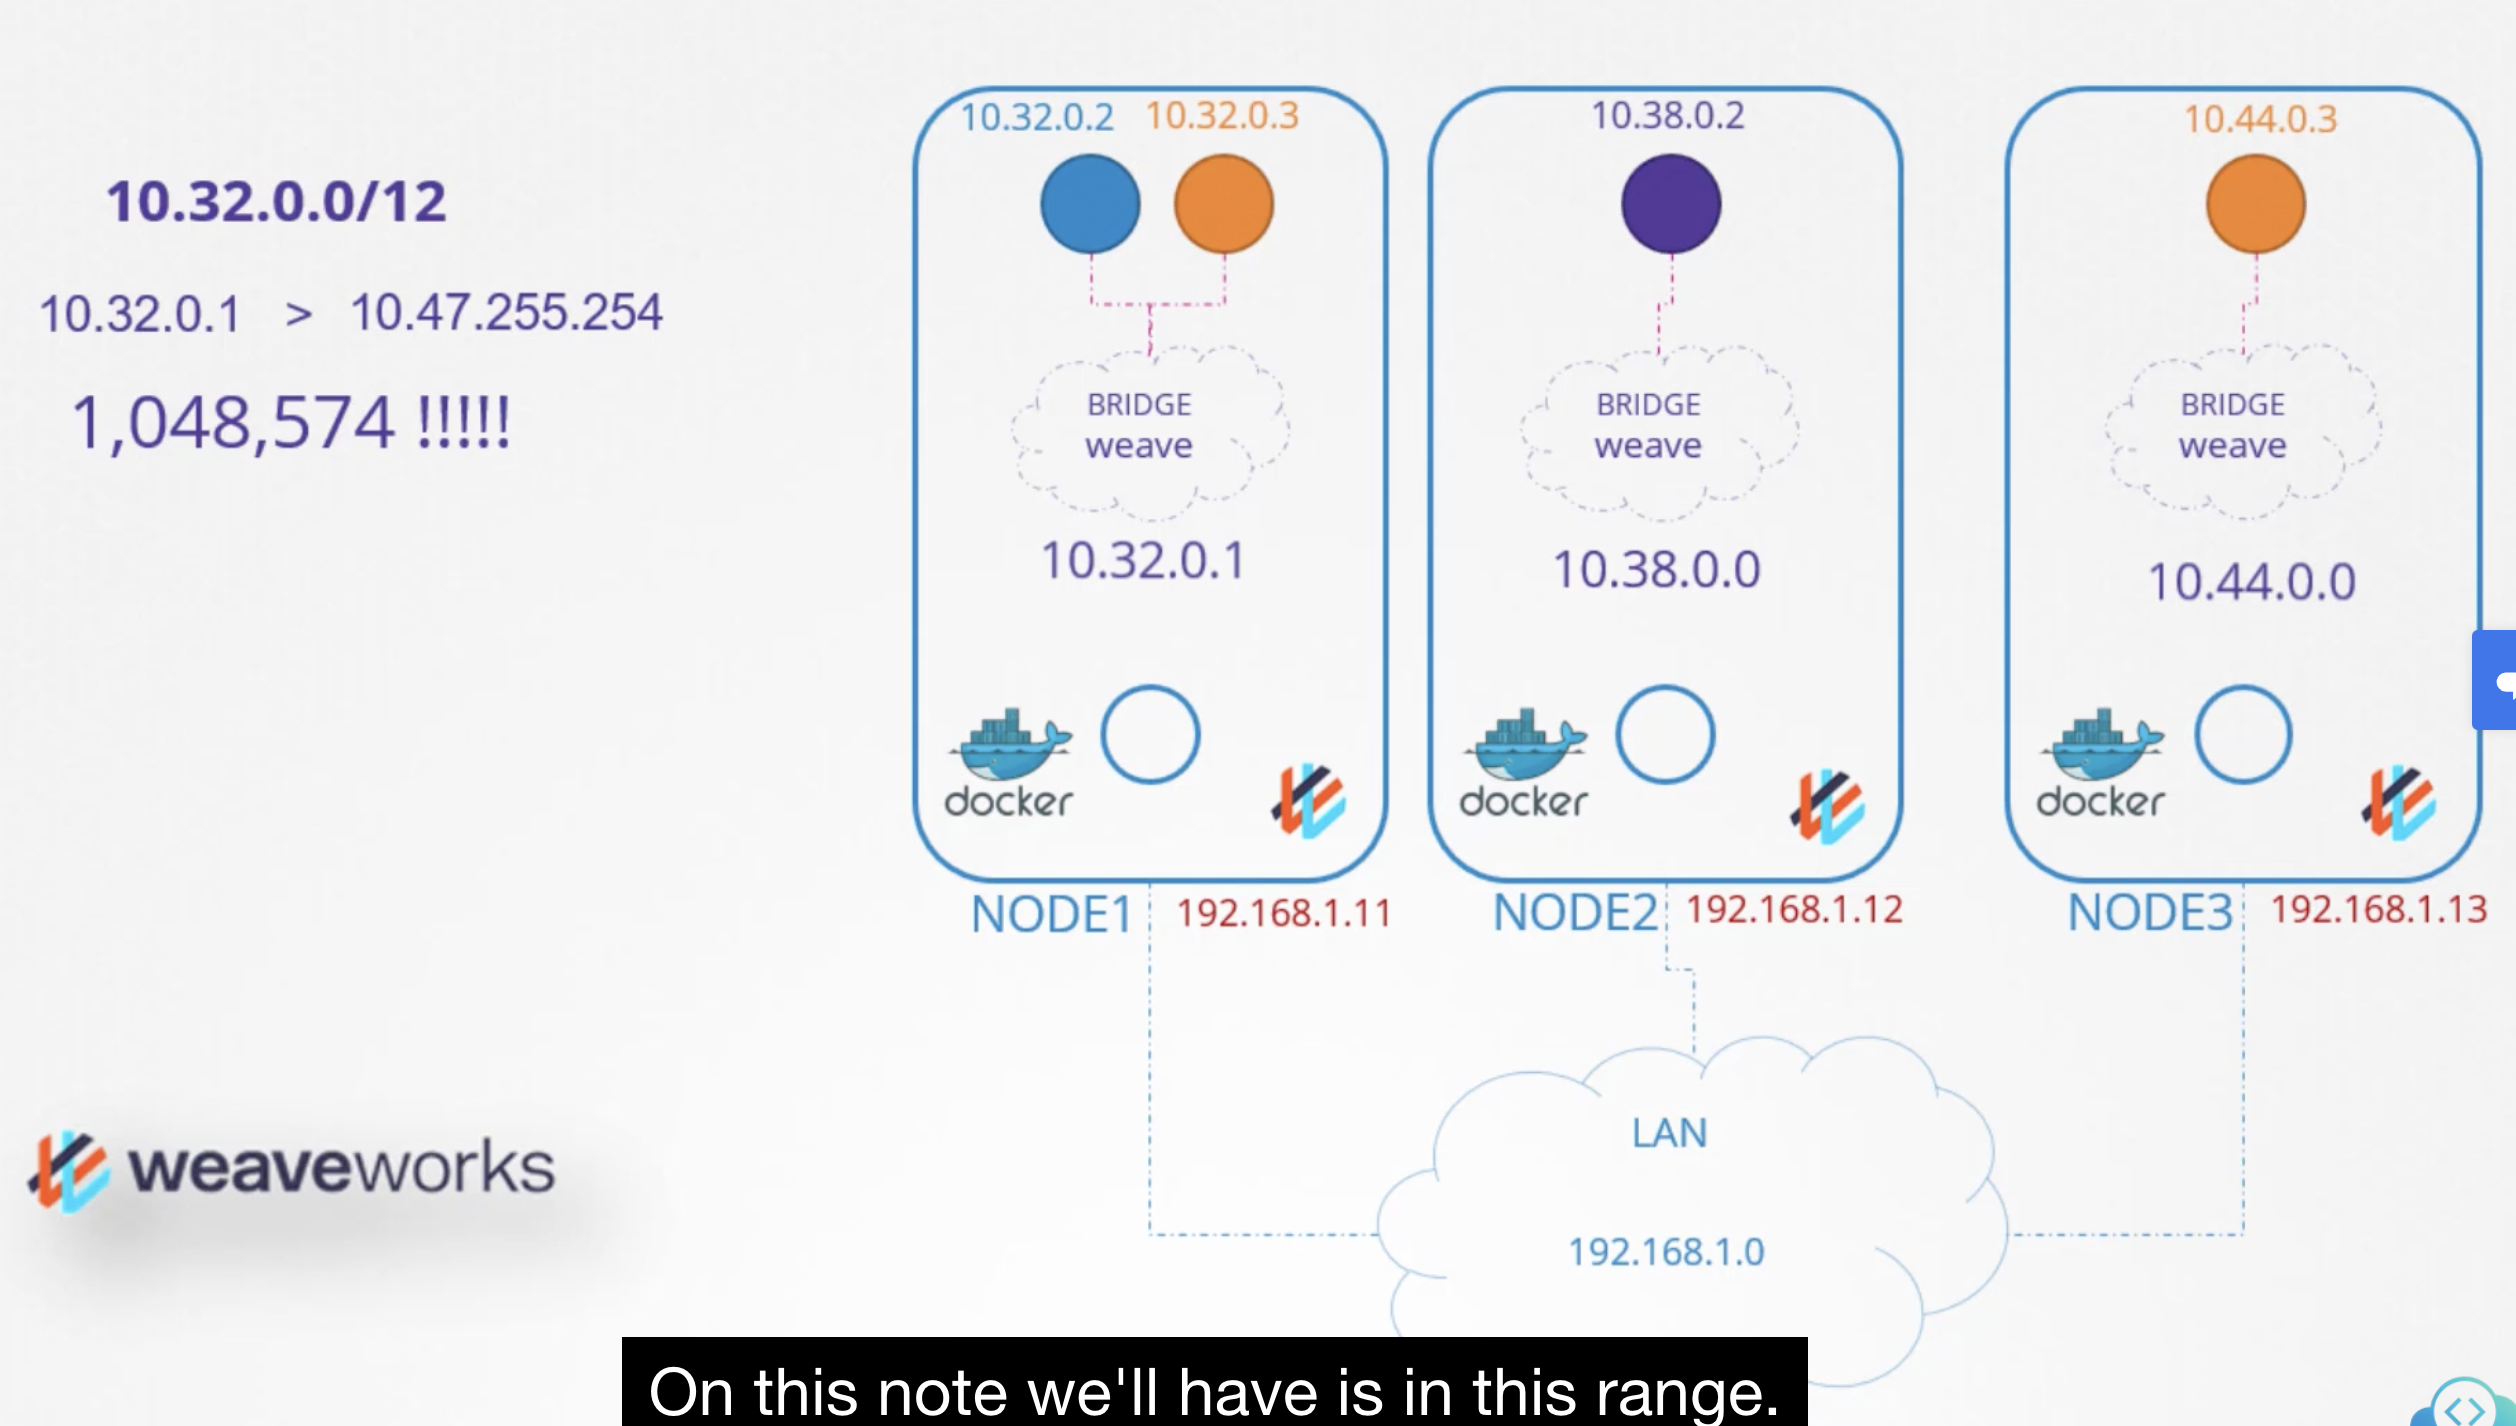 10.32.0.0/12
10.32.0.1 > 10.47.255.254
1,048,574 !!!!!
weaveworks
10.32.0.2 10.32.0.3
BRIDGE
weave
10.32.0.1
docker
NODE1 192.168.1.11
10.38.0.2
BRIDGE
weave
10.38.0.0
docker
NODE2 192.168.1.12
10.44.0.3
BRIDGE
weave
10.44.0.0
docker
NODE3 192.168.1.13
LAN
192.168.1.0
On this note we'll have is in this range.